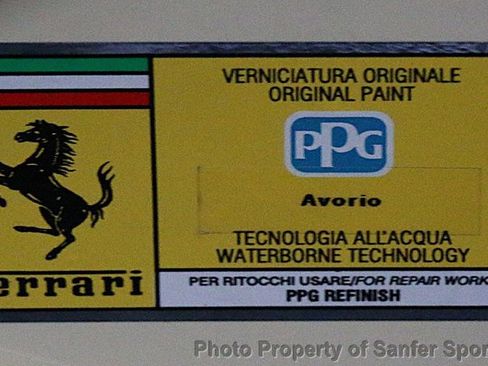 VERNICIATURA ORIGINALE
ORIGINAL PAINT
PPG
Avorio
TECNOLOGIA ALL'ACQUA
WATERBORNE TECHNOLOGY
errari
PER RITOCCHI USARE/FOR REPAIR WORK
PPG REFINISH
Photo Property of Sanfer Spor